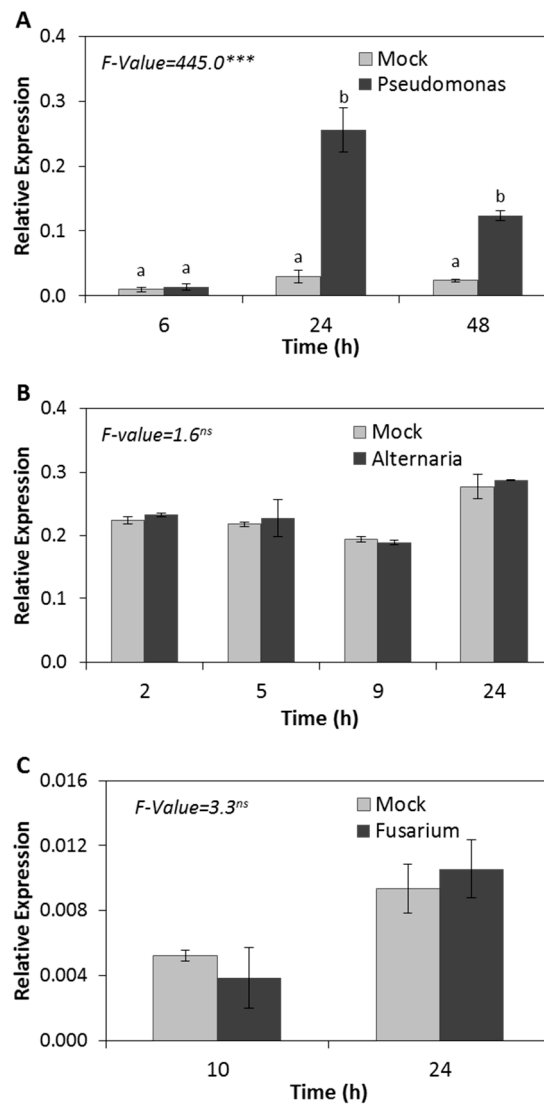 A
Relative Expression
0.4
0.3
0.2
0.1
0.0
F-Value=445.0***
Mock
Pseudomonas
a a
a b
a b
6 24 48
Time (h)
B
Relative Expression
0.4
0.3
0.2
0.1
0.0
F-value=1.6ns
Mock
Alternaria
2 5 9 24
Time (h)
C
Relative Expression
0.016
0.012
0.008
0.004
0.000
F-Value=3.3ns
Mock
Fusarium
10 24
Time (h)